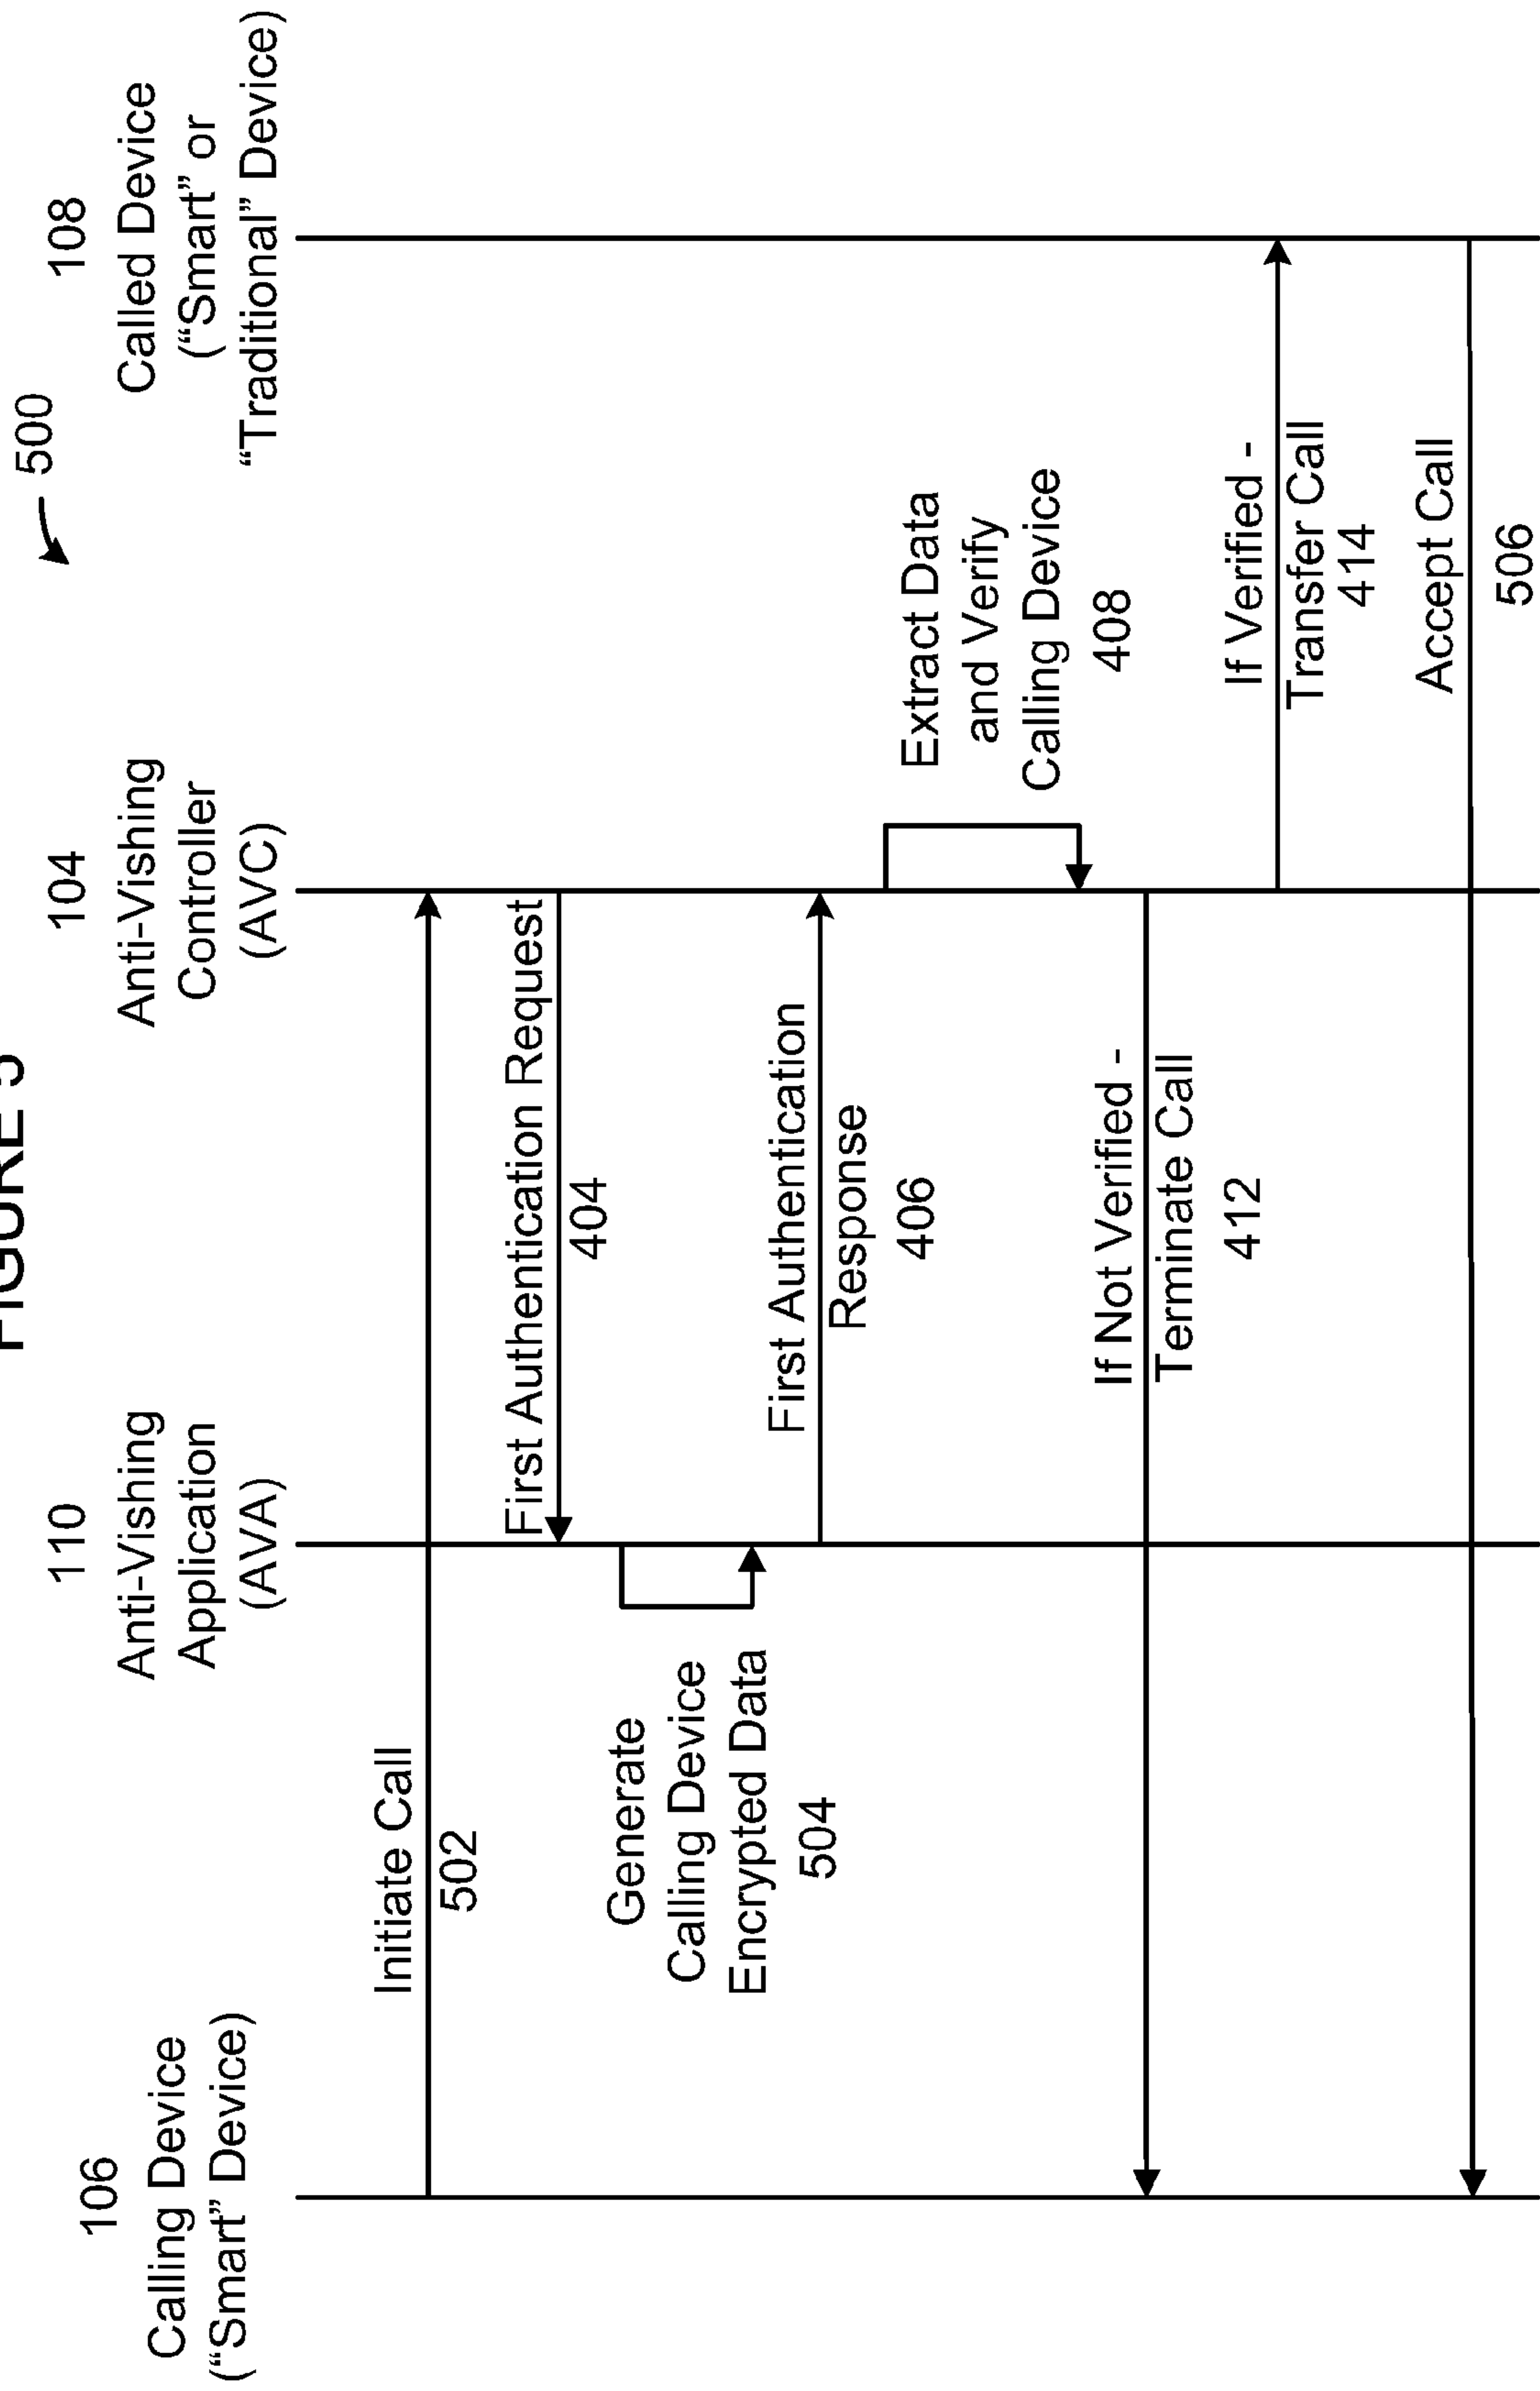 FIGURE 5
500
106
Calling Device
(“Smart” Device)
110
Anti-Vishing
Application
(AVA)
104
Anti-Vishing
Controller
(AVC)
108
Called Device
(“Smart” or
“Traditional” Device)
Initiate Call
502
First Authentication Request
404
Generate
Calling Device
Encrypted Data
504
First Authentication
Response
406
Extract Data
and Verify
Calling Device
408
If Not Verified -
Terminate Call
412
If Verified -
Transfer Call
414
Accept Call
506